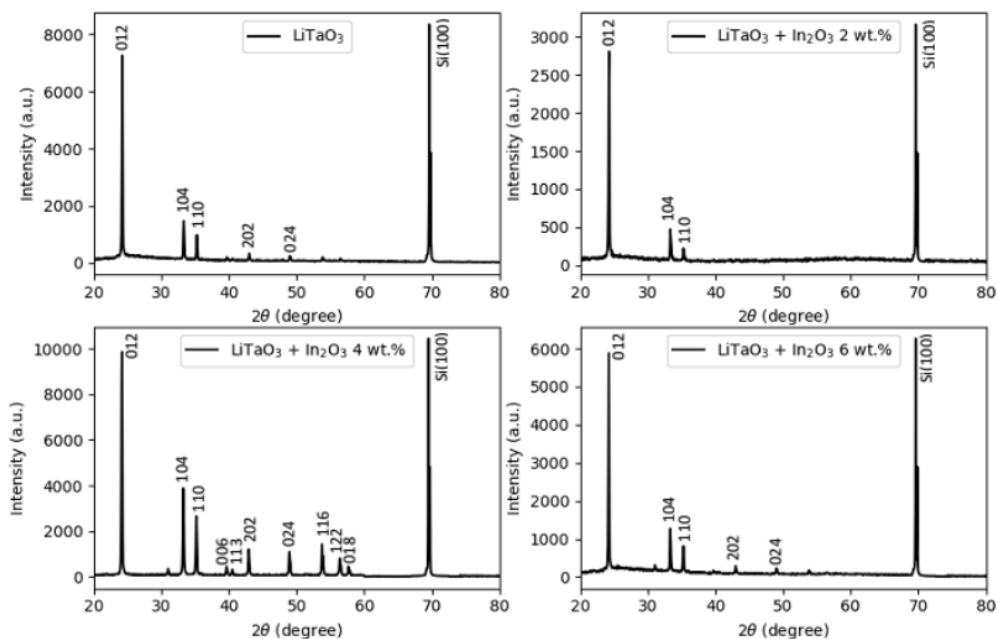 LiTaO₃
012
104
110
202
024
Si(100)
8000
6000
4000
2000
0
20 30 40 50 60 70 80
Intensity (a.u.)
2θ (degree)
LiTaO₃ + In₂O₃ 2 wt.%
012
104
110
Si(100)
3000
2500
2000
1500
1000
500
0
20 30 40 50 60 70 80
Intensity (a.u.)
2θ (degree)
LiTaO₃ + In₂O₃ 4 wt.%
012
104
110
006
113
202
024
116
122
018
Si(100)
10000
8000
6000
4000
2000
0
20 30 40 50 60 70 80
Intensity (a.u.)
2θ (degree)
LiTaO₃ + In₂O₃ 6 wt.%
012
104
110
202
024
Si(100)
6000
5000
4000
3000
2000
1000
0
20 30 40 50 60 70 80
Intensity (a.u.)
2θ (degree)